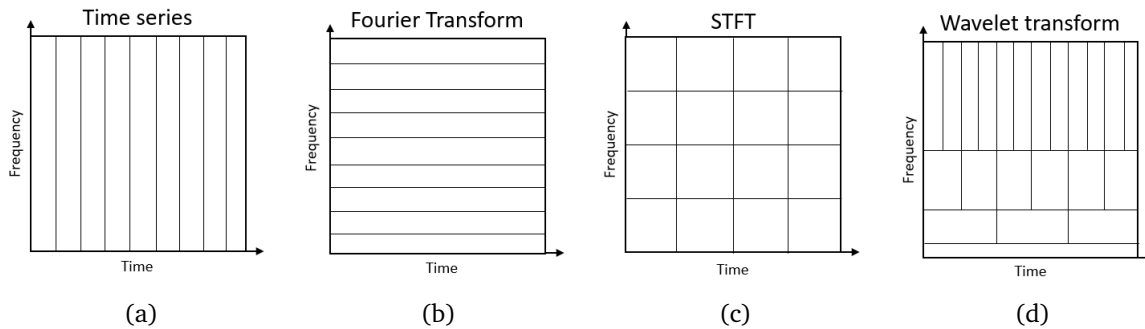 Time series
Frequency
Time
(a)
Fourier Transform
Frequency
Time
(b)
STFT
Frequency
Time
(c)
Wavelet transform
Frequency
Time
(d)